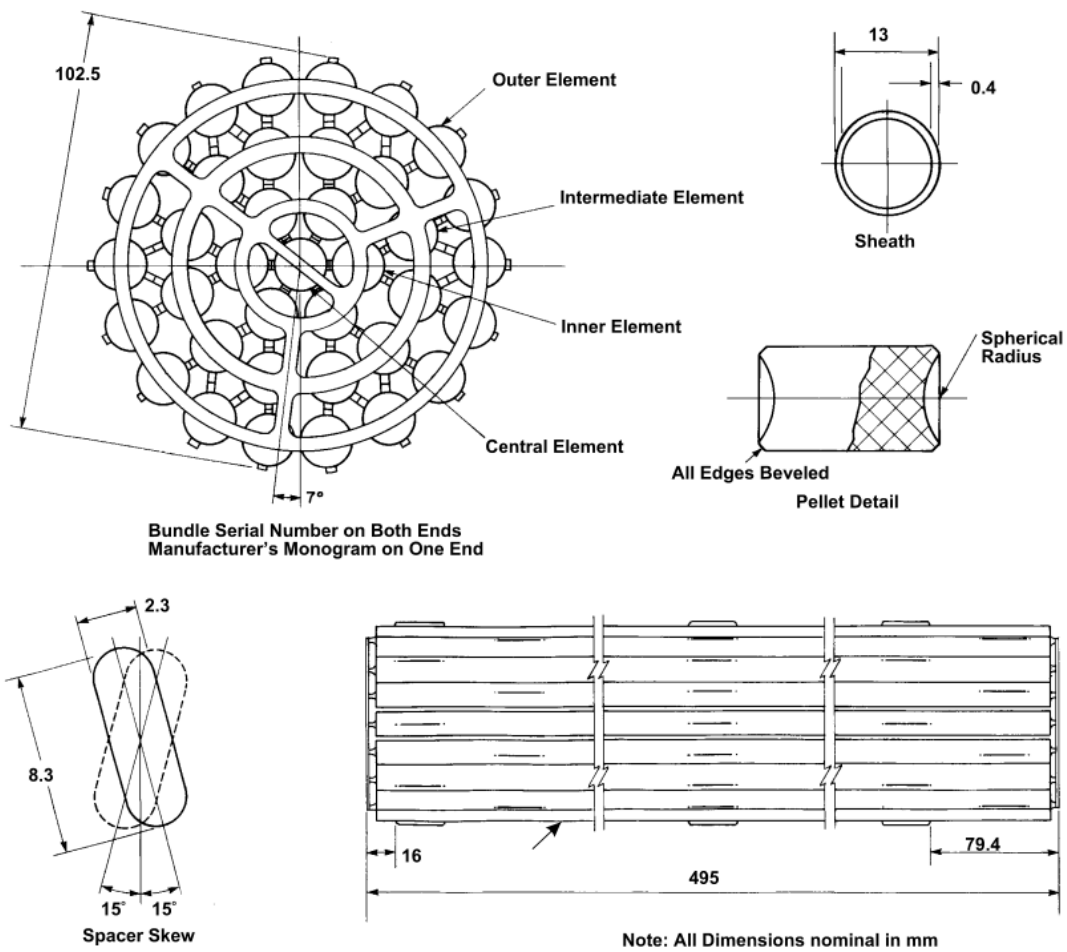 102.5
Outer Element
Intermediate Element
Inner Element
Central Element
7°
Bundle Serial Number on Both Ends
Manufacturer's Monogram on One End
13
0.4
Sheath
Spherical
Radius
All Edges Beveled
Pellet Detail
2.3
8.3
15° 15°
Spacer Skew
16
79.4
495
Note: All Dimensions nominal in mm